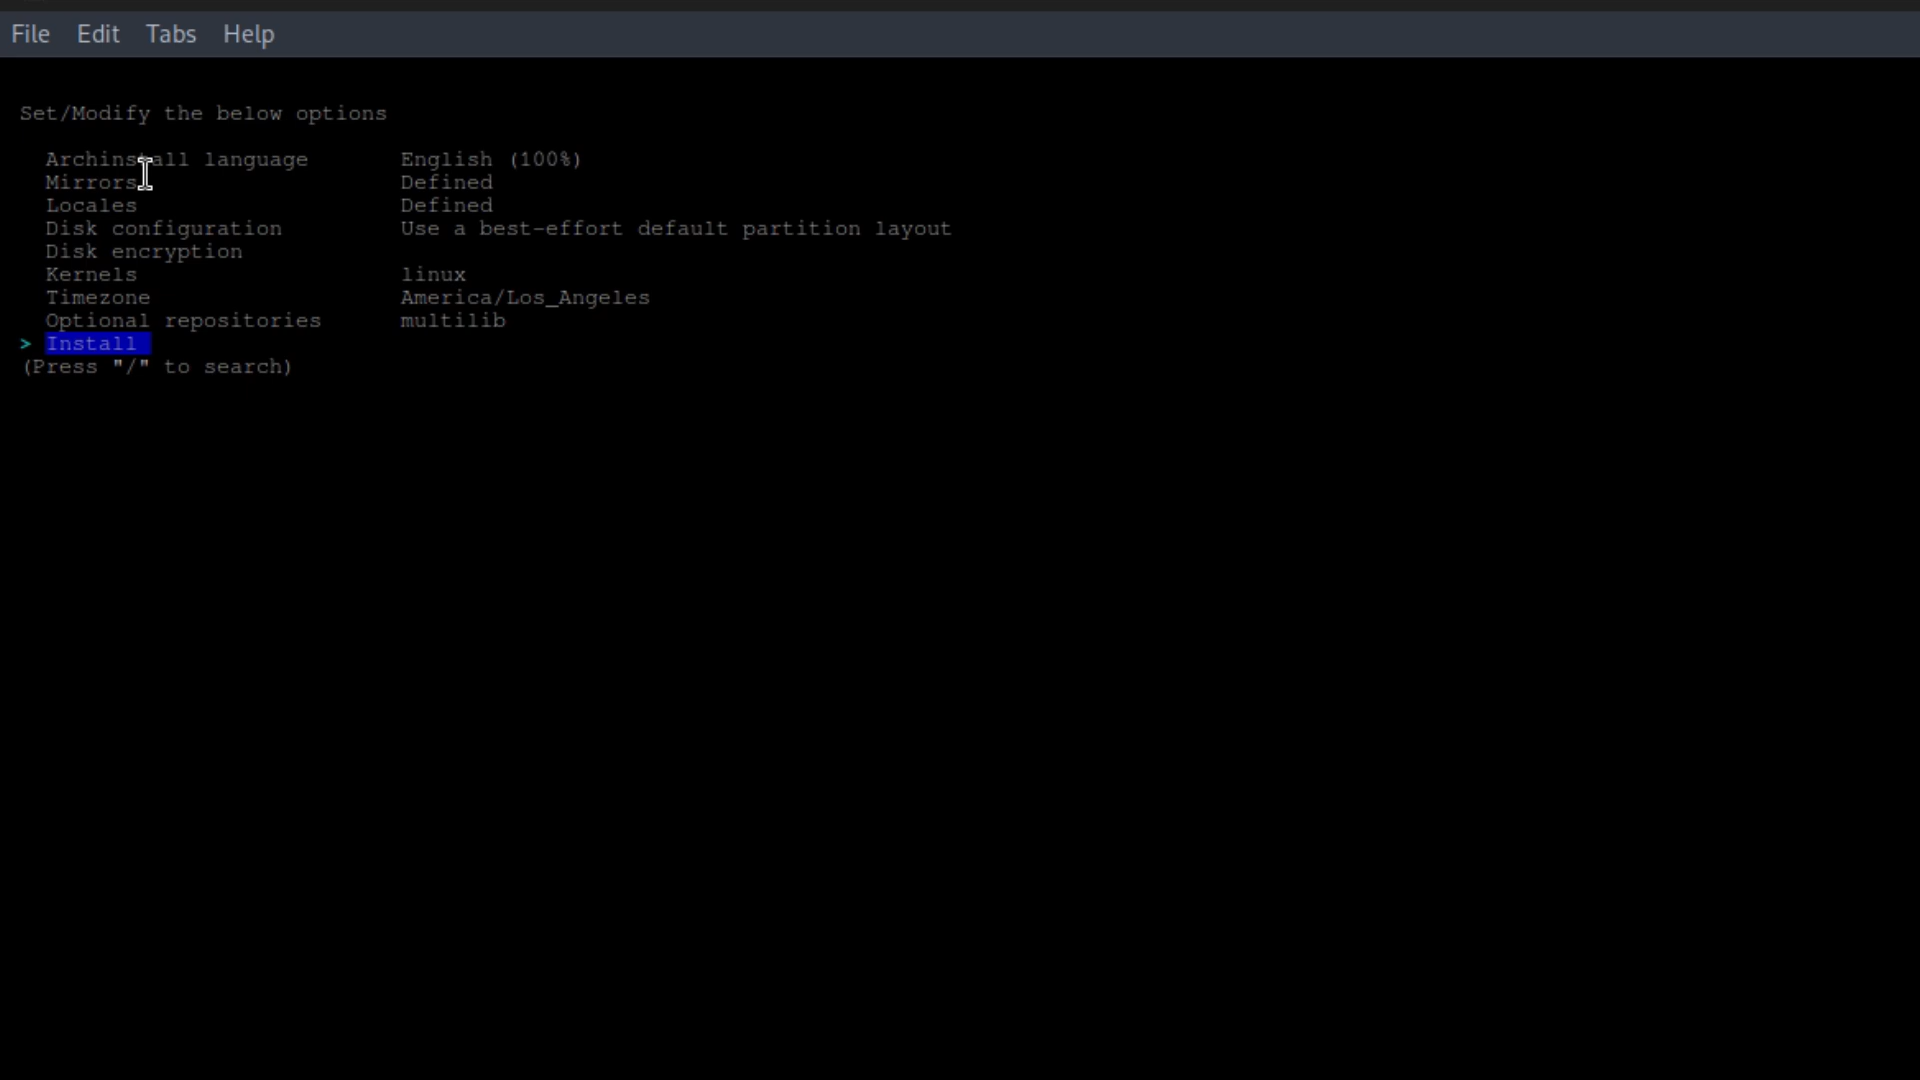 File Edit Tabs Help
Set/Modify the below options
Archinstall language English (100%)
Mirrors Defined
Locales Defined
Disk configuration Use a best-effort default partition layout
Disk encryption
Kernels linux
Timezone America/Los_Angeles
Optional repositories multilib
> Install
(Press "/" to search)